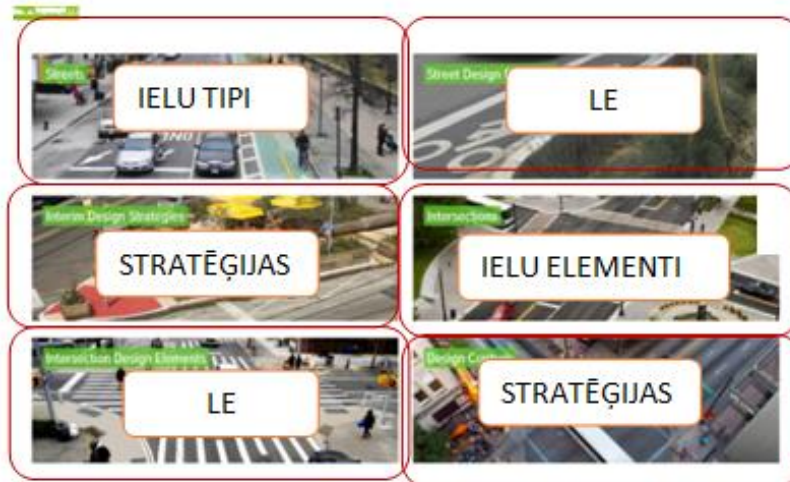 Streets
IELU TIPI
Street Design
LE
Interim Design Strategies
STRATĒĢIJAS
Intersections
IELU ELEMENTI
Intersection Design Elements
LE
Design
STRATĒĢIJAS